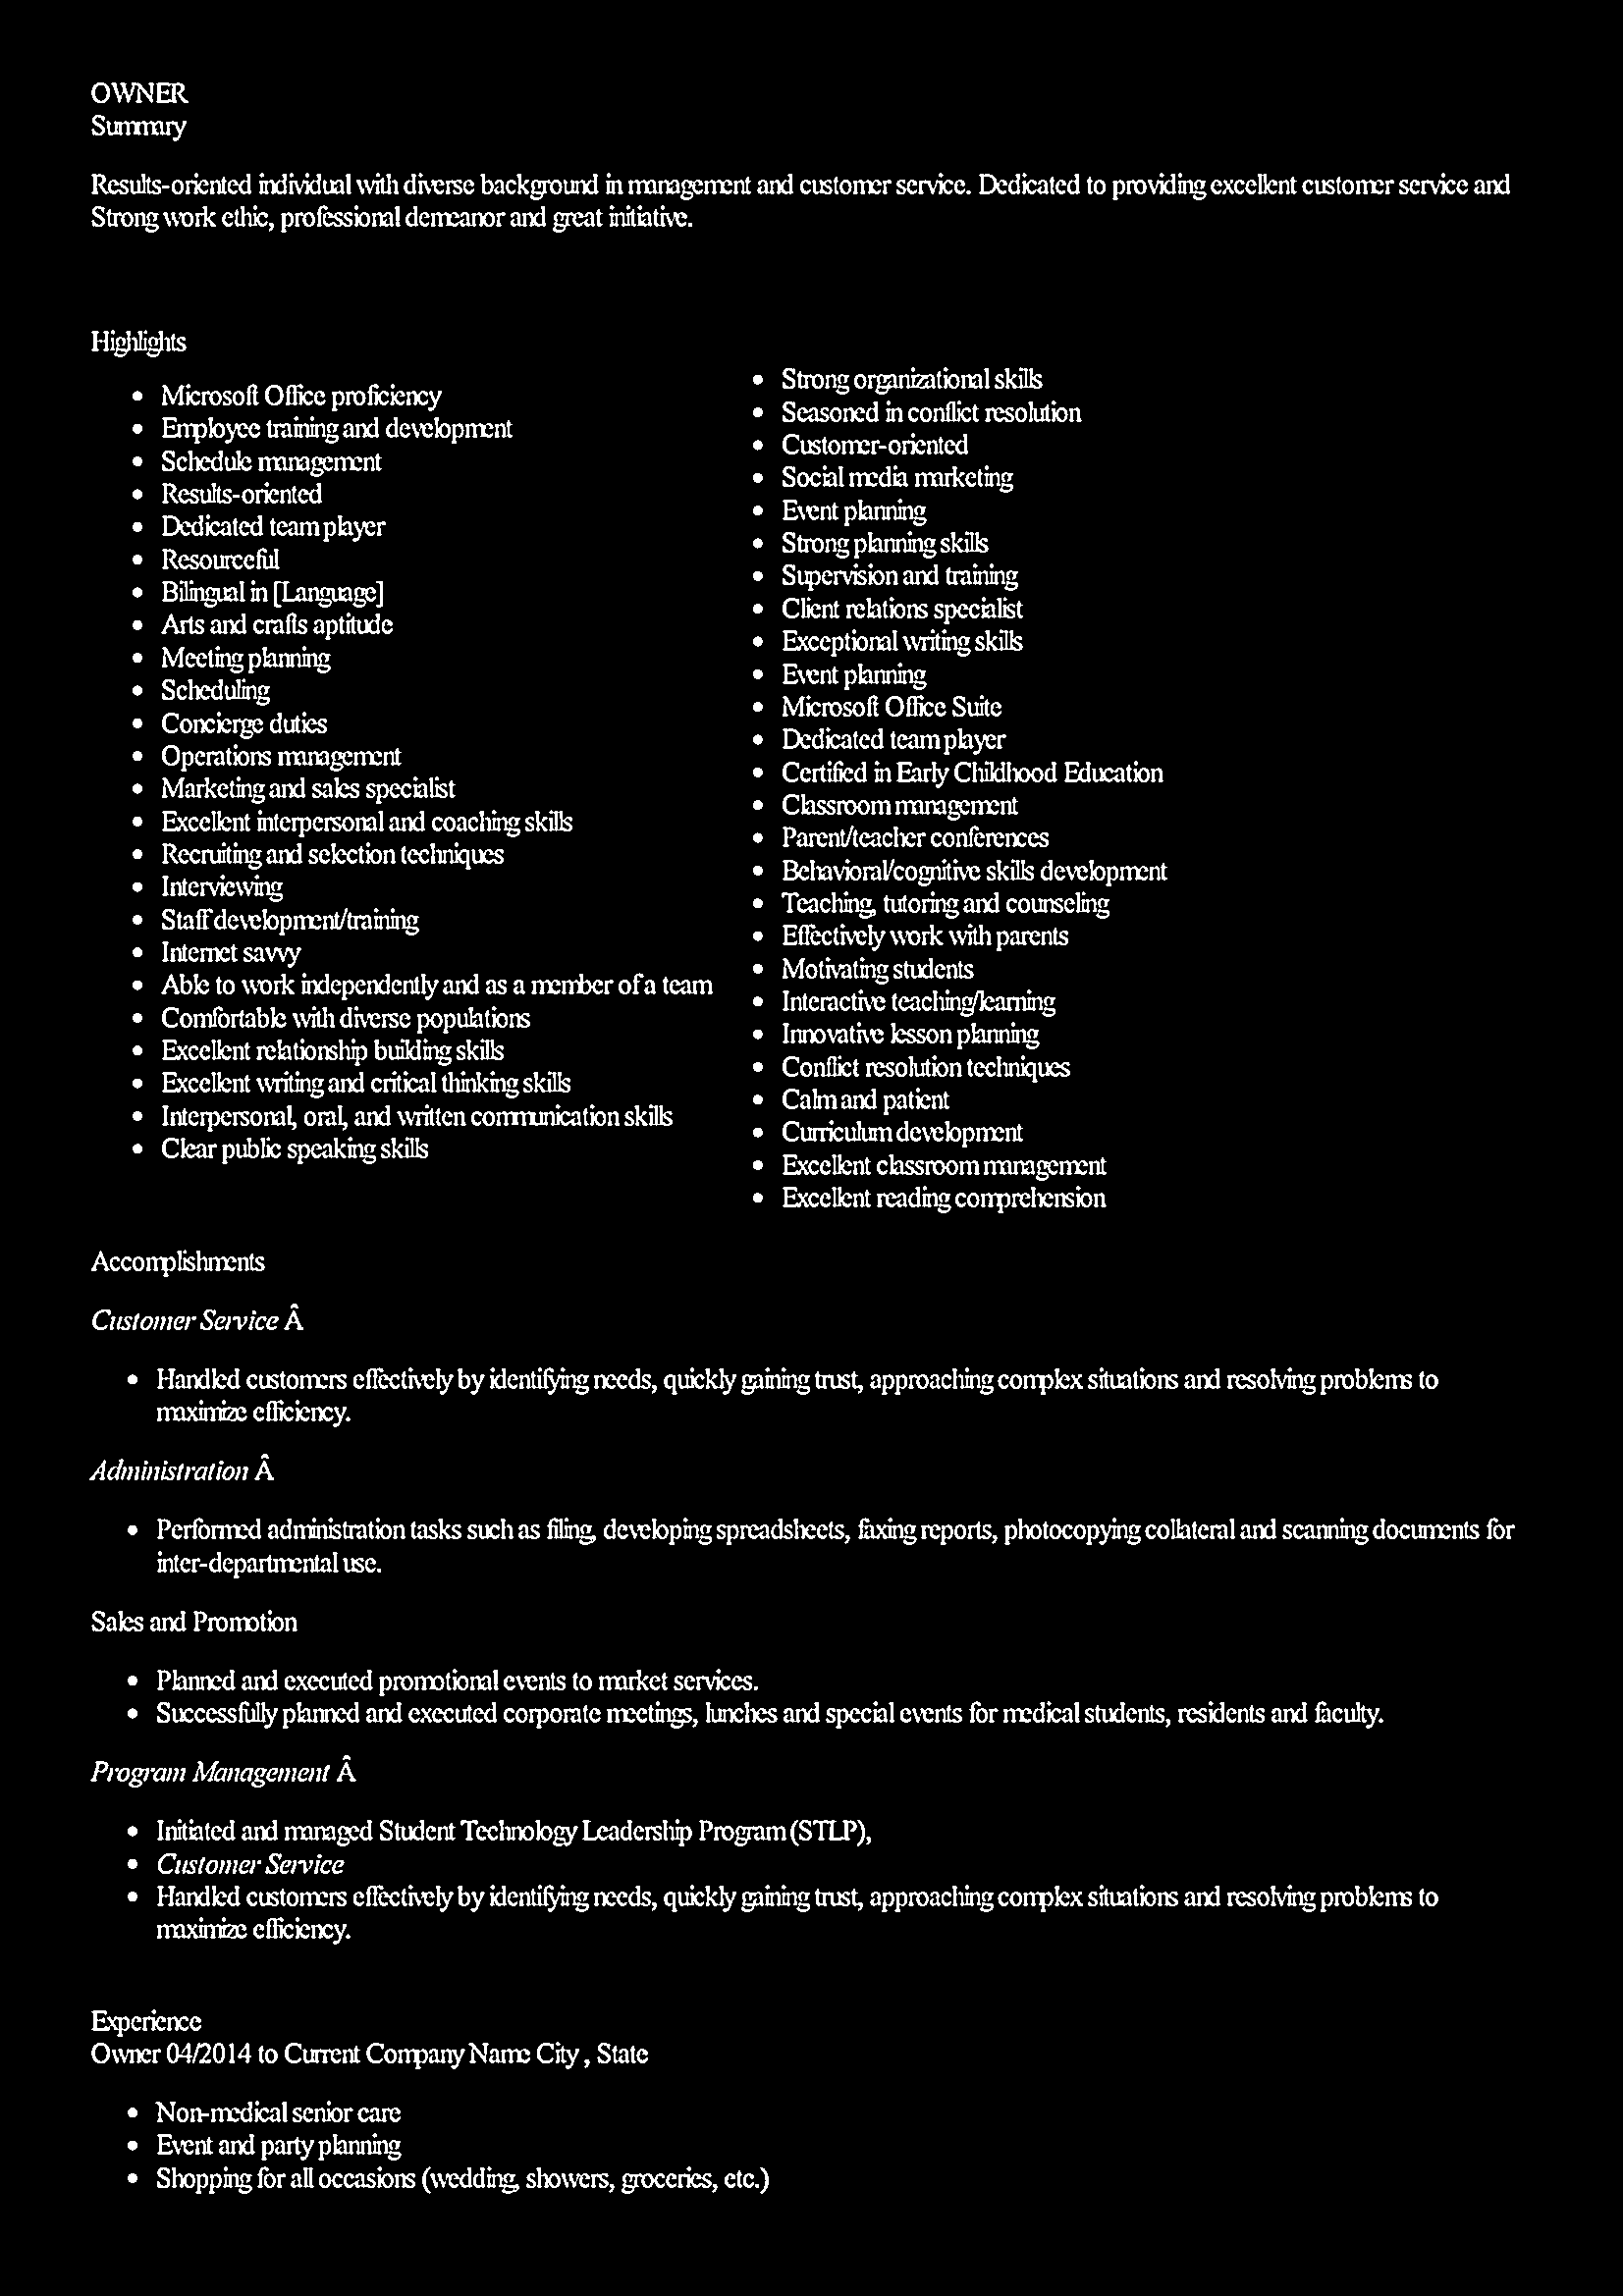 OWNER
Summary
Results-oriented individual with diverse background in management and customer service. Dedicated to providing excellent customer service and
Strong work ethic, professional demeanor and great initiative.
Highlights
• Microsoft Office proficiency
• Employee training and development
• Schedule management
• Results-oriented
• Dedicated team player
• Resourceful
• Bilingual in [Language]
• Arts and crafts aptitude
• Meeting planning
• Scheduling
• Concierge duties
• Operations management
• Marketing and sales specialist
• Excellent interpersonal and coaching skills
• Recruiting and selection techniques
• Interviewing
• Staff development/training
• Internet savvy
• Able to work independently and as a member of a team
• Comfortable with diverse populations
• Excellent relationship building skills
• Excellent writing and critical thinking skills
• Interpersonal, oral, and written communication skills
• Clear public speaking skills
• Strong organizational skills
• Seasoned in conflict resolution
• Customer-oriented
• Social media marketing
• Event planning
• Strong planning skills
• Supervision and training
• Client relations specialist
• Exceptional writing skills
• Event planning
• Microsoft Office Suite
• Dedicated team player
• Certified in Early Childhood Education
• Classroom management
• Parent/teacher conferences
• Behavioral/cognitive skills development
• Teaching, tutoring and counseling
• Effectively work with parents
• Motivating students
• Interactive teaching/learning
• Innovative lesson planning
• Conflict resolution techniques
• Calm and patient
• Curriculum development
• Excellent classroom management
• Excellent reading comprehension
Accomplishments
Customer Service Â
• Handled customers effectively by identifying needs, quickly gaining trust, approaching complex situations and resolving problems to
maximize efficiency.
Administration Â
• Performed administration tasks such as filing, developing spreadsheets, faxing reports, photocopying collateral and scanning documents for
inter-departmental use.
Sales and Promotion
• Planned and executed promotional events to market services.
• Successfully planned and executed corporate meetings, lunches and special events for medical students, residents and faculty.
Program Management Â
• Initiated and managed Student Technology Leadership Program (STLP),
• Customer Service
• Handled customers effectively by identifying needs, quickly gaining trust, approaching complex situations and resolving problems to
maximize efficiency.
Experience
Owner 04/2014 to Current Company Name City , State
• Non-medical senior care
• Event and party planning
• Shopping for all occasions (wedding, showers, groceries, etc.)